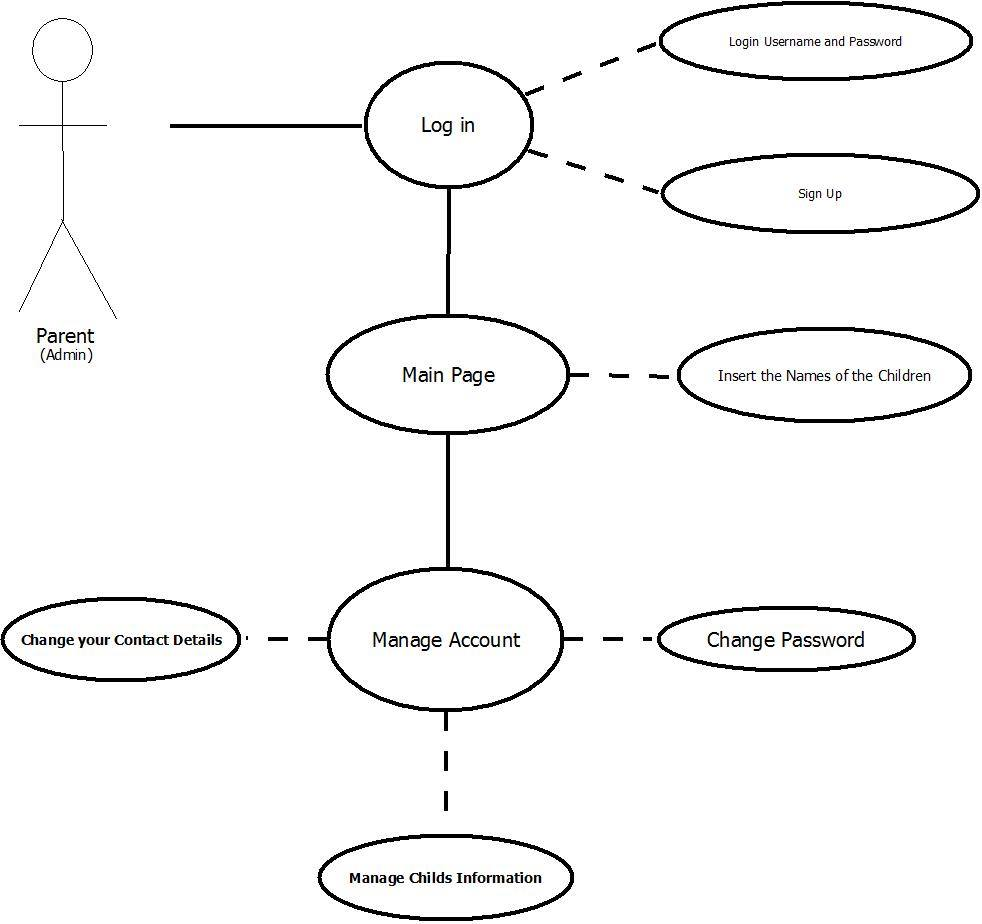 Login Username and Password
Log in
Sign Up
Parent
(Admin)
Main Page
Insert the Names of the Children
Change your Contact Details
Manage Account
Change Password
Manage Childs Information